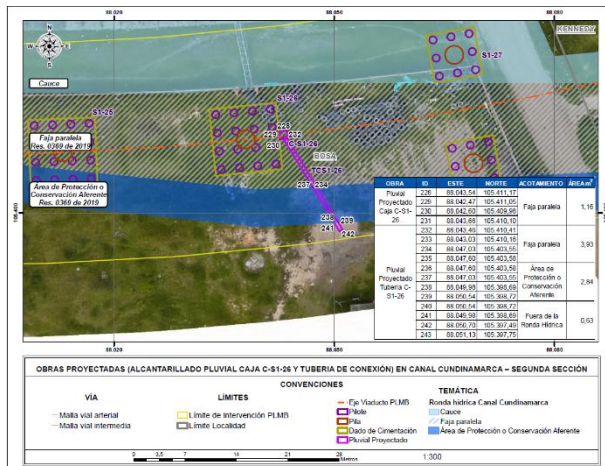 88.020
88.050
88.080
KENNEDY
N
W
E
S
S1-27
Cauce
S1-25
S1-26
Faja paralela
Res. 0369 de 2019
228
229
232
230
C-S1-26
BOSA
TCS1-26
237
234
Área de Protección o
Conservación Aferente
Res. 0369 de 2019
238
239
241
242
105.400
105.400
OBRA ID ESTE NORTE ACOTAMIENTO ÁREA m²
Pluvial Proyectado Caja C-S1-26
228 88.043,54 105.411,17
229 88.042,47 105.411,05
230 88.042,60 105.409,96
231 88.043,66 105.410,10
Faja paralela 1,16
Pluvial Proyectado Tuberia C-S1-26
232 88.043,46 105.410,41
233 88.043,03 105.410,16
234 88.047,03 105.403,55
235 88.047,60 105.403,58
Faja paralela 3,93
236 88.047,60 105.403,58
237 88.047,03 105.403,55
238 88.049,98 105.398,69
239 88.050,54 105.398,72
Área de Protección o Conservación Aferente 2,84
240 88.050,54 105.398,72
241 88.049,98 105.398,69
242 88.050,70 105.397,49
243 88.051,13 105.397,75
Fuera de la Ronda Hídrica 0,63
88.020
88.050
88.080
OBRAS PROYECTADAS (ALCANTARILLADO PLUVIAL CAJA C-S1-26 Y TUBERIA DE CONEXIÓN) EN CANAL CUNDINAMARCA – SEGUNDA SECCIÓN
CONVENCIONES
VÍA
Malla vial arterial
Malla vial intermedia
LÍMITES
Límite de Intervención PLMB
Límite Localidad
Eje Viaducto PLMB
Pilote
Pila
Dado de Cimentación
Pluvial Proyectado
TEMÁTICA
Ronda hídrica Canal Cundinamarca
Cauce
Faja paralela
Área de Protección o Conservación Aferente
0 3,5 7 14 21 28
Metros
1:300